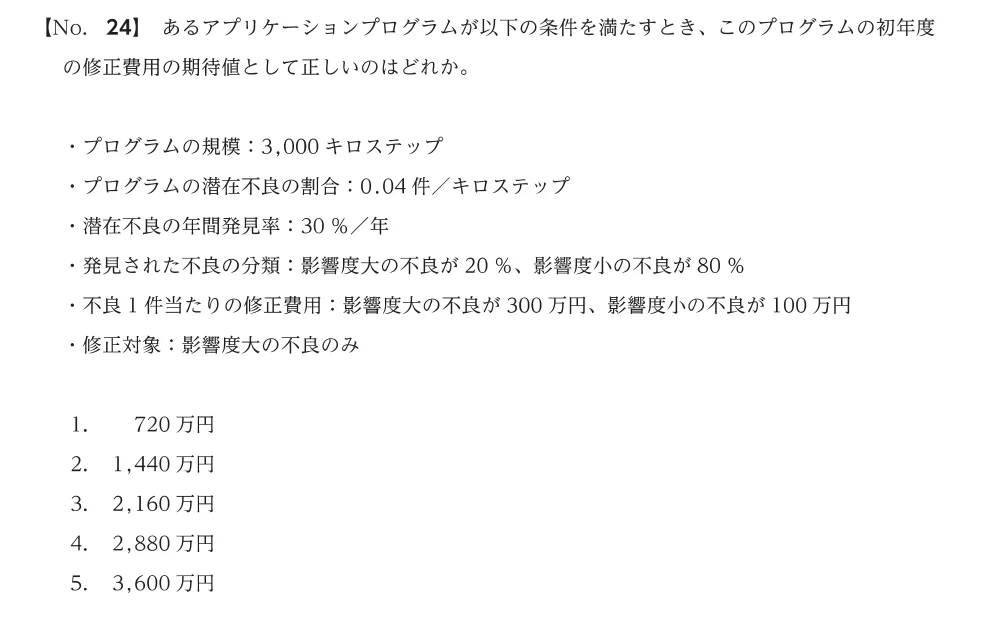 【No. 24】 あるアプリケーションプログラムが以下の条件を満たすとき、このプログラムの初年度
の修正費用の期待値として正しいのはどれか。
・プログラムの規模：3,000 キロステップ
・プログラムの潜在不良の割合：0.04 件／キロステップ
・潜在不良の年間発見率：30 ％／年
・発見された不良の分類：影響度大の不良が 20 ％、影響度小の不良が 80 ％
・不良 1 件当たりの修正費用：影響度大の不良が 300 万円、影響度小の不良が 100 万円
・修正対象：影響度大の不良のみ
1. 720 万円
2. 1,440 万円
3. 2,160 万円
4. 2,880 万円
5. 3,600 万円